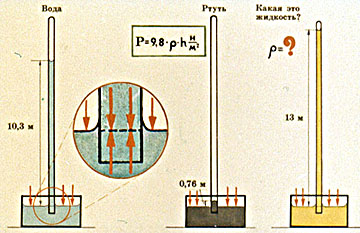 Вода
Ртуть
Какая это
жидкость?
P=9,8·ρ·h н/м²
ρ=?
10,3 м
0,76 м
13 м